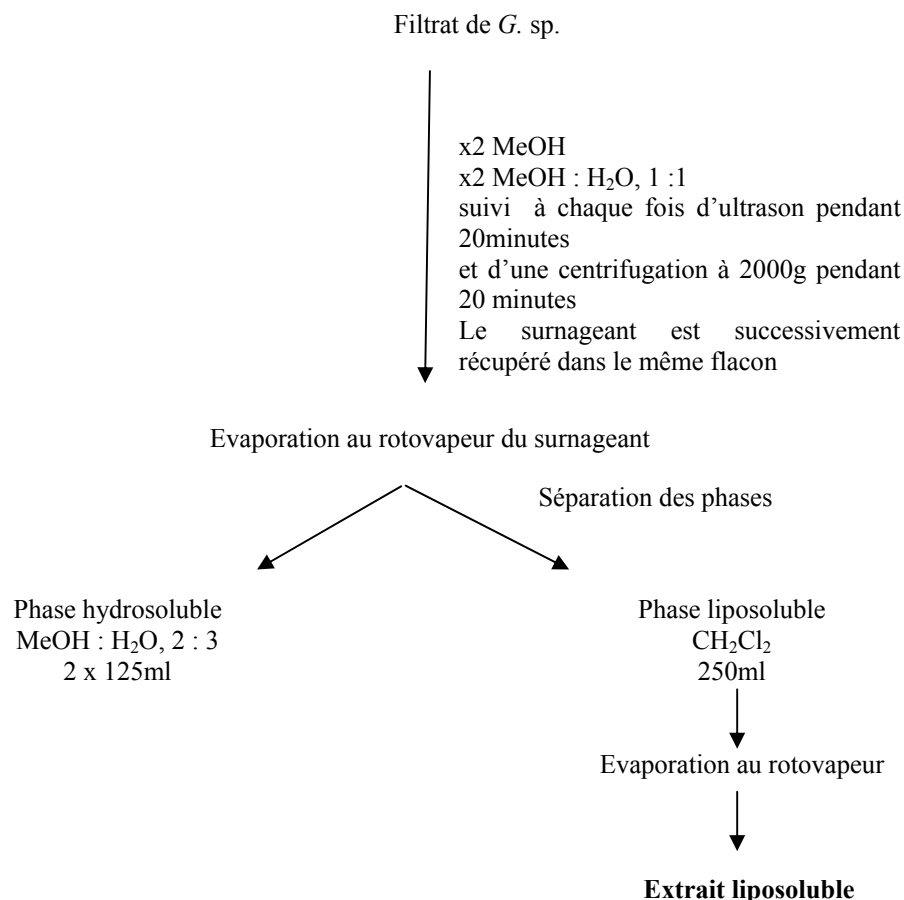 Filtrat de G. sp.
x2 MeOH
x2 MeOH : H₂O, 1 :1
suivi à chaque fois d’ultrason pendant
20minutes
et d’une centrifugation à 2000g pendant
20 minutes
Le surnageant est successivement
récupéré dans le même flacon
Evaporation au rotovapeur du surnageant
Séparation des phases
Phase hydrosoluble
MeOH : H₂O, 2 : 3
2 x 125ml
Phase liposoluble
CH₂Cl₂
250ml
Evaporation au rotovapeur
Extrait liposoluble